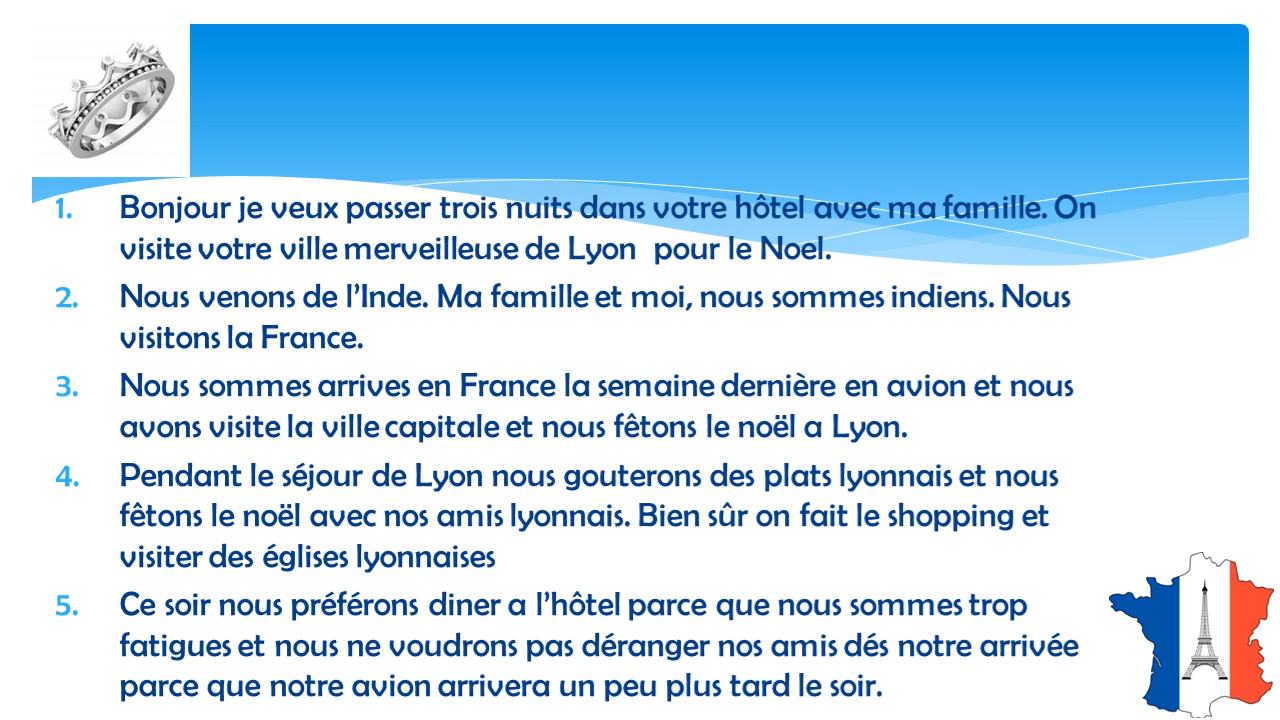 1. Bonjour je veux passer trois nuits dans votre hôtel avec ma famille. On
visite votre ville merveilleuse de Lyon  pour le Noel.
2. Nous venons de l’Inde. Ma famille et moi, nous sommes indiens. Nous
visitons la France.
3. Nous sommes arrives en France la semaine dernière en avion et nous
avons visite la ville capitale et nous fêtons le noël a Lyon.
4. Pendant le séjour de Lyon nous gouterons des plats lyonnais et nous
fêtons le noël avec nos amis lyonnais. Bien sûr on fait le shopping et
visiter des églises lyonnaises
5. Ce soir nous préférons diner a l’hôtel parce que nous sommes trop
fatigues et nous ne voudrons pas déranger nos amis dés notre arrivée
parce que notre avion arrivera un peu plus tard le soir.